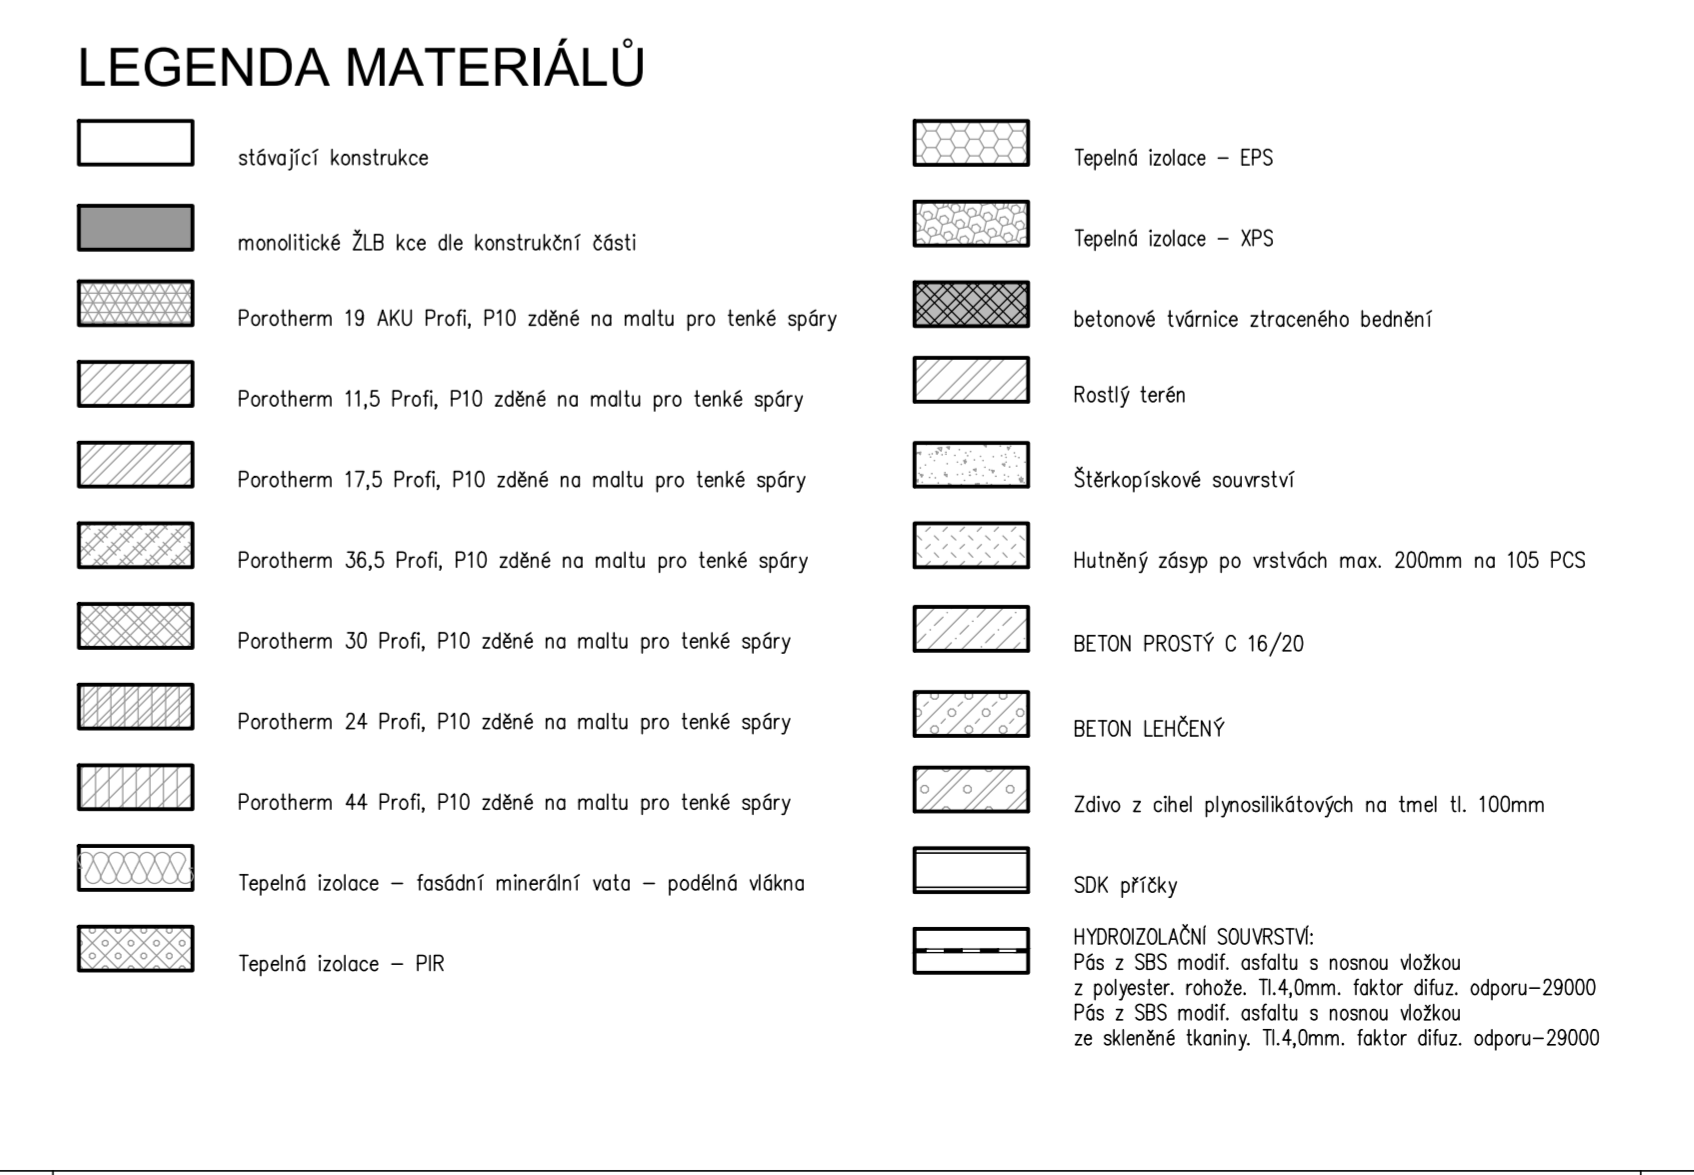 LEGENDA MATERIÁLŮ
stávající konstrukce
monolitické ŽLB kce dle konstrukční části
Porotherm 19 AKU Profi, P10 zděné na maltu pro tenké spáry
Porotherm 11,5 Profi, P10 zděné na maltu pro tenké spáry
Porotherm 17,5 Profi, P10 zděné na maltu pro tenké spáry
Porotherm 36,5 Profi, P10 zděné na maltu pro tenké spáry
Porotherm 30 Profi, P10 zděné na maltu pro tenké spáry
Porotherm 24 Profi, P10 zděné na maltu pro tenké spáry
Porotherm 44 Profi, P10 zděné na maltu pro tenké spáry
Tepelná izolace – fasádní minerální vata – podélná vlákna
Tepelná izolace – PIR
Tepelná izolace – EPS
Tepelná izolace – XPS
betonové tvárnice ztraceného bednění
Rostlý terén
Štěrkopískové souvrství
Hutněný zásyp po vrstvách max. 200mm na 105 PCS
BETON PROSTÝ C 16/20
BETON LEHČENÝ
Zdivo z cihel plynosilikátových na tmel tl. 100mm
SDK příčky
HYDROIZOLAČNÍ SOUVRSTVÍ:
Pás z SBS modif. asfaltu s nosnou vložkou
z polyester. rohože. Tl.4,0mm. faktor difuz. odporu–29000
Pás z SBS modif. asfaltu s nosnou vložkou
ze skleněné tkaniny. Tl.4,0mm. faktor difuz. odporu–29000